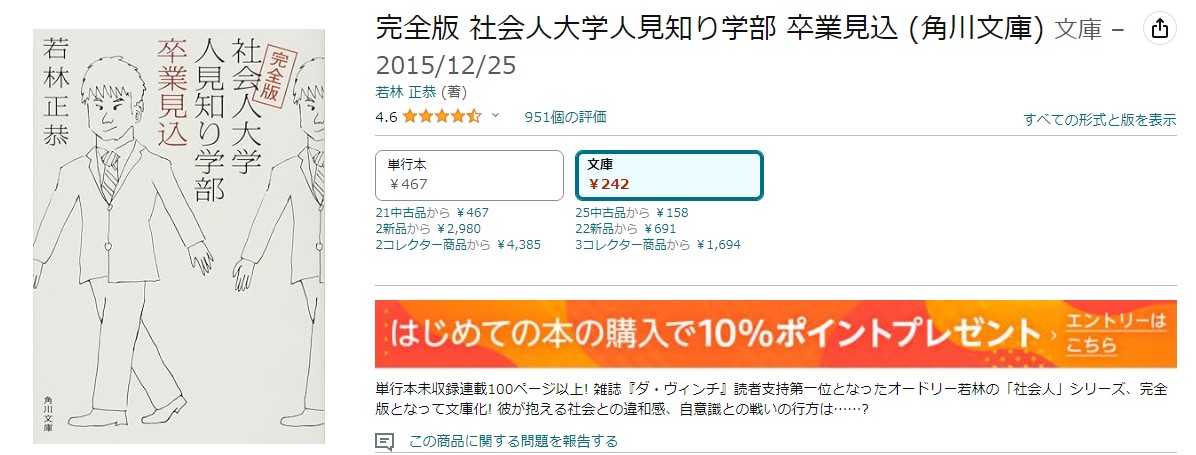 完全版
社会人大学
人見知り学部
卒業見込
若林正恭
角川文庫
完全版 社会人大学人見知り学部 卒業見込 (角川文庫) 文庫 –
2015/12/25
若林 正恭 (著)
4.6 951個の評価
すべての形式と版を表示
単行本
￥467
21中古品から ￥467
2新品から ￥2,980
2コレクター商品から ￥4,385
文庫
￥242
25中古品から ￥158
22新品から ￥691
3コレクター商品から ￥1,694
はじめての本の購入で10%ポイントプレゼント › エントリーは
こちら
単行本未収録連載100ページ以上! 雑誌『ダ・ヴィンチ』読者支持第一位となったオードリー若林の「社会人」シリーズ、完全
版となって文庫化! 彼が抱える社会との違和感、自意識との戦いの行方は……?
この商品に関する問題を報告する